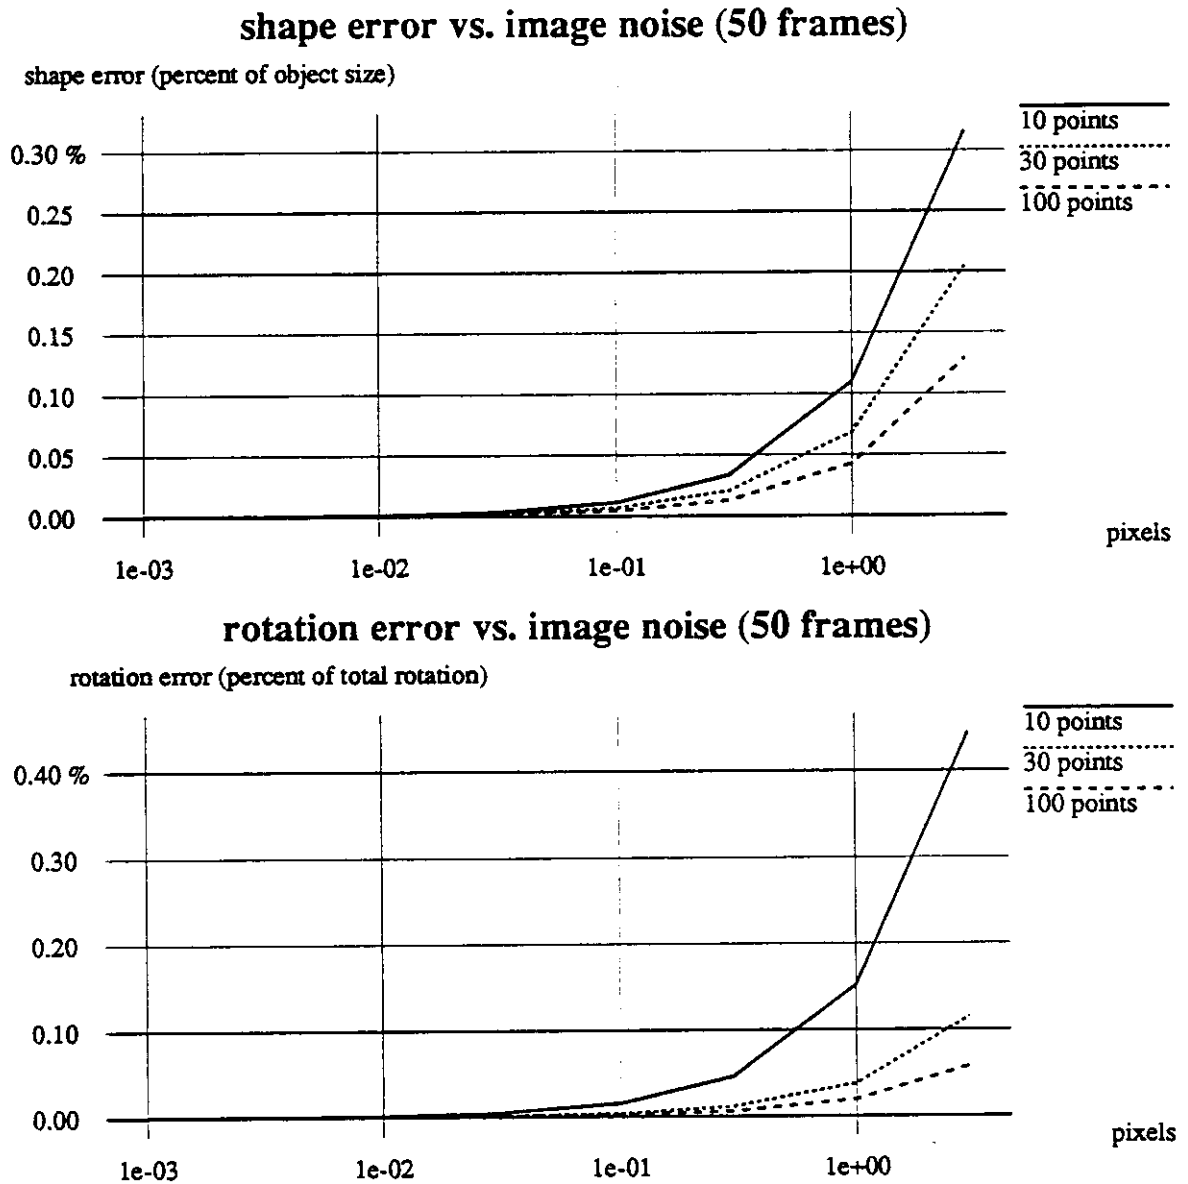 shape error vs. image noise (50 frames)
shape error (percent of object size)
10 points
30 points
100 points
0.30 %
0.25
0.20
0.15
0.10
0.05
0.00
pixels
1e-03 1e-02 1e-01 1e+00
rotation error vs. image noise (50 frames)
rotation error (percent of total rotation)
10 points
30 points
100 points
0.40 %
0.30
0.20
0.10
0.00
pixels
1e-03 1e-02 1e-01 1e+00